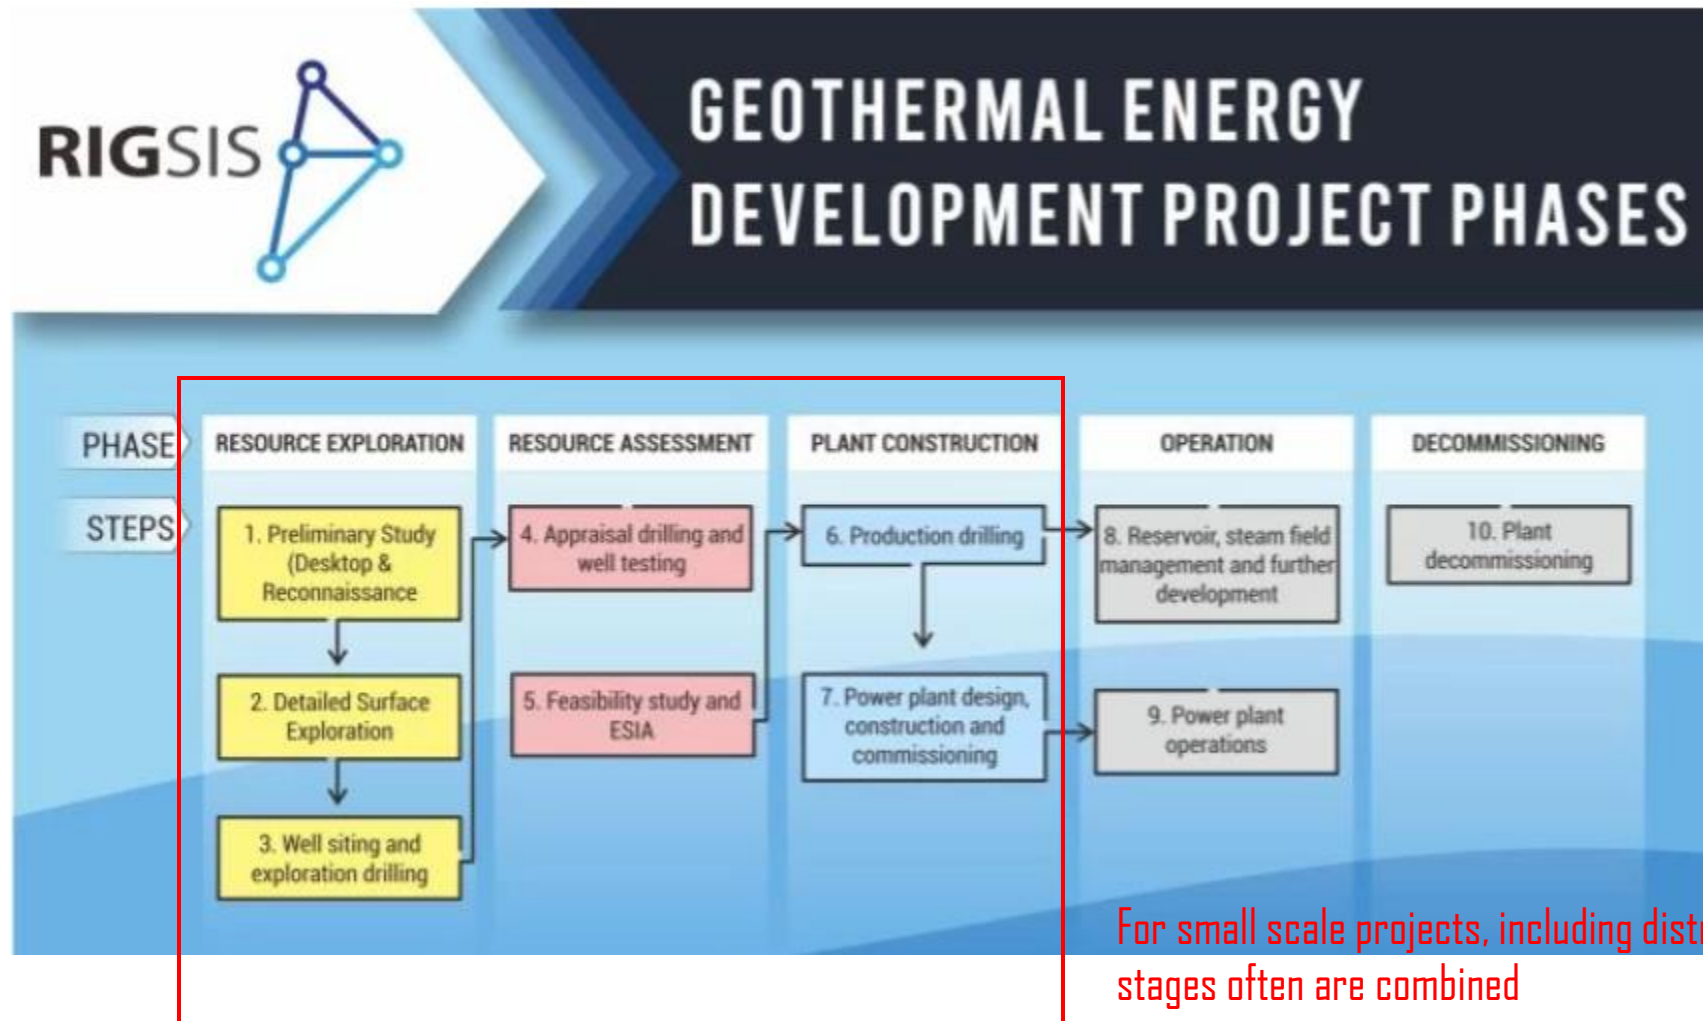 RIGSIS
GEOTHERMAL ENERGY
DEVELOPMENT PROJECT PHASES
PHASE
RESOURCE EXPLORATION
RESOURCE ASSESSMENT
PLANT CONSTRUCTION
OPERATION
DECOMMISSIONING
STEPS
1. Preliminary Study
(Desktop &
Reconnaissance
2. Detailed Surface
Exploration
3. Well siting and
exploration drilling
4. Appraisal drilling and
well testing
5. Feasibility study and
ESIA
6. Production drilling
7. Power plant design,
construction and
commissioning
8. Reservoir, steam field
management and further
development
9. Power plant
operations
10. Plant
decommissioning
For small scale projects, including
stages often are combined